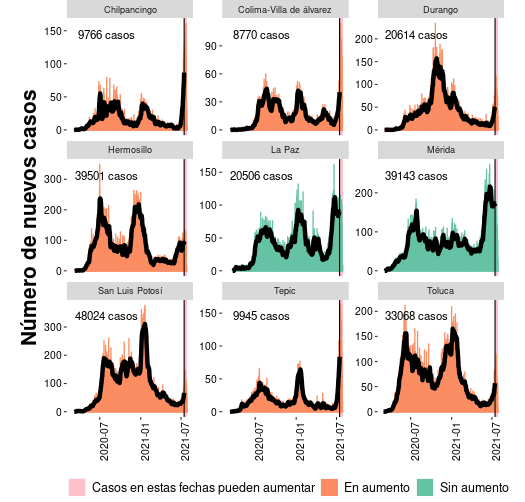 Chilpancingo Colima-Villa de álvarez Durango
9766 casos 8770 casos 20614 casos
150 100 50 0
90 60 30 0
200 150 100 50 0
Hermosillo La Paz Mérida
39501 casos 20506 casos 39143 casos
300 200 100 0
150 100 50 0
200 100 0
San Luis Potosí Tepic Toluca
48024 casos 9945 casos 33068 casos
300 200 100 0
150 100 50 0
200 150 100 50 0
2020-07 2021-01 2021-07 2020-07 2021-01 2021-07 2020-07 2021-01 2021-07
Número de nuevos casos
Casos en estas fechas pueden aumentar En aumento Sin aumento